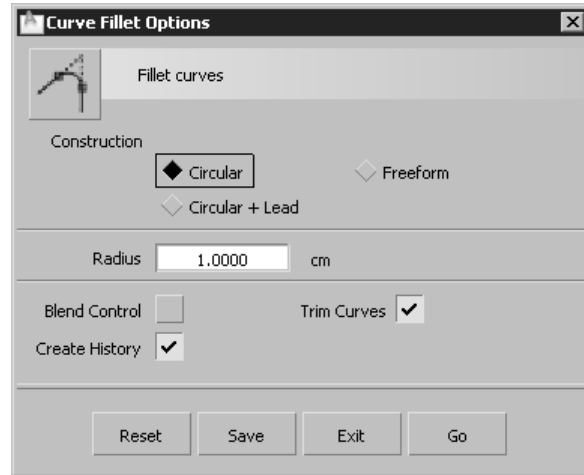 Curve Fillet Options
Fillet curves
Construction
Circular
Freeform
Circular + Lead
Radius 1.0000 cm
Blend Control Trim Curves
Create History
Reset Save Exit Go